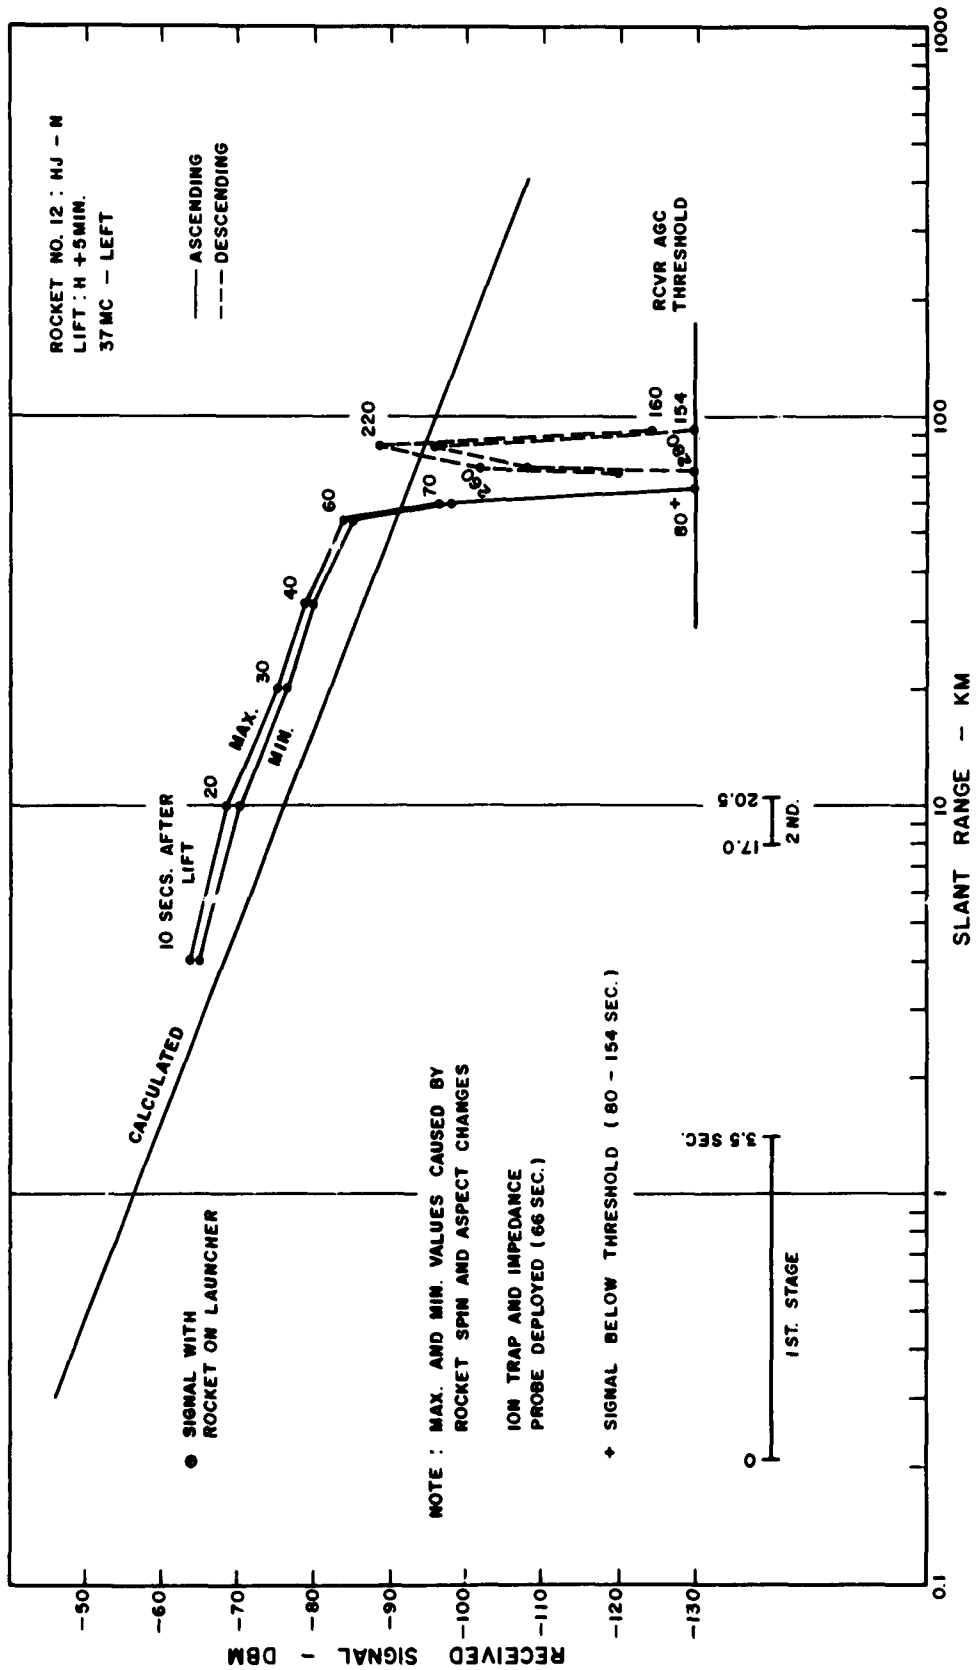 ROCKET NO. 12 : HJ - N
LIFT : H + 5 MIN.
37 MC - LEFT
ASCENDING
DESCENDING
RECEIVED SIGNAL - DBM
-50
-60
-70
-80
-90
-100
-110
-120
-130
CALCULATED
10 SECS. AFTER
LIFT
20
MAX.
MIN.
30
40
60
70
220
260
160
154
280
80+
RCVR AGC
THRESHOLD
SIGNAL WITH
ROCKET ON LAUNCHER
NOTE : MAX. AND MIN. VALUES CAUSED BY
ROCKET SPIN AND ASPECT CHANGES
ION TRAP AND IMPEDANCE
PROBE DEPLOYED (66 SEC.)
+ SIGNAL BELOW THRESHOLD (80 - 154 SEC.)
0
3.5 SEC.
1ST. STAGE
17.0
20.5
2ND.
0.1
1
10
100
1000
SLANT RANGE - KM